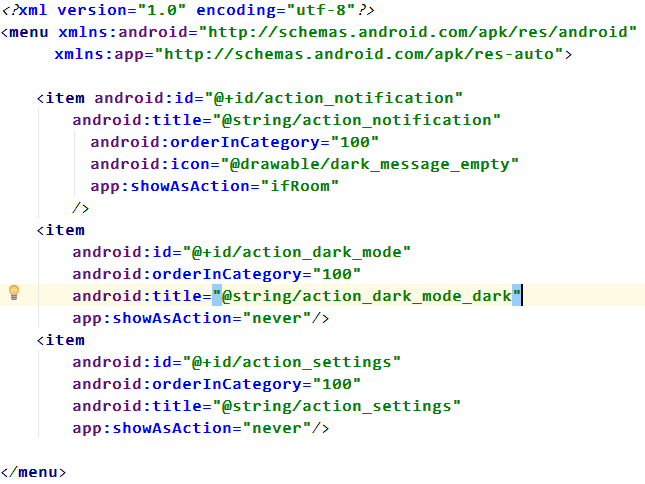 <?xml version="1.0" encoding="utf-8"?>
<menu xmlns:android="http://schemas.android.com/apk/res/android"
      xmlns:app="http://schemas.android.com/apk/res-auto">

    <item android:id="@+id/action_notification"
        android:title="@string/action_notification"
          android:orderInCategory="100"
          android:icon="@drawable/dark_message_empty"
          app:showAsAction="ifRoom"
        />
    <item
        android:id="@+id/action_dark_mode"
        android:orderInCategory="100"
        android:title="@string/action_dark_mode_dark"
        app:showAsAction="never"/>
    <item
        android:id="@+id/action_settings"
        android:orderInCategory="100"
        android:title="@string/action_settings"
        app:showAsAction="never"/>

</menu>